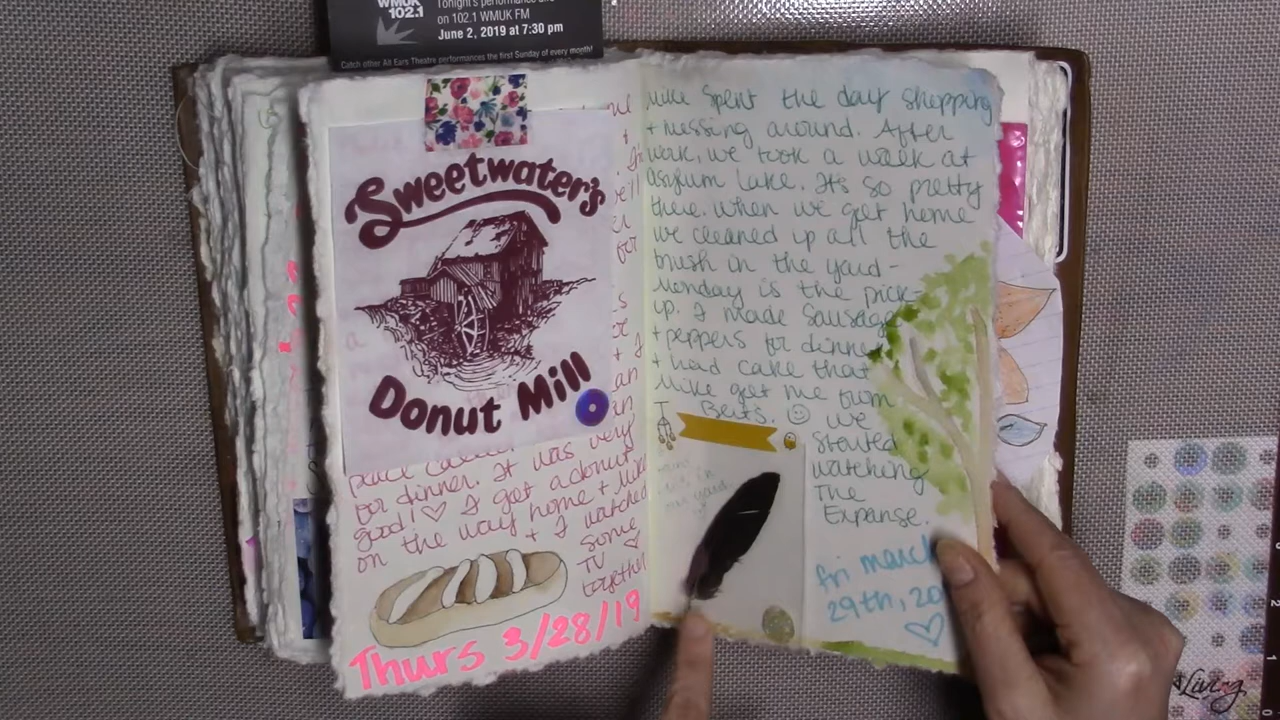 WMUK
102.1
Tonight's performance
on 102.1 WMUK FM
June 2, 2019 at 7:30 pm
Catch other All Ears Theatre performances the first Sunday of every month!
Sweetwater's
Donut Mill
for dinner. It was very
good! ♡ I got a donut
on the way home + Mike
+ I watched
some
TV ♡
together
Thurs 3/28/19
Mike spent the day shopping
+ messing around. After
work, we took a walk at
asylum lake. It's so pretty
there. When we got home
we cleaned up all the
brush in the yard -
Monday is the pick-
up. I made sausage
+ peppers for dinner
+ had cake that
Mike got me from
Berts. ☺ we
started
watching
The
Expanse.
fri march
29th, 20
♡
Living